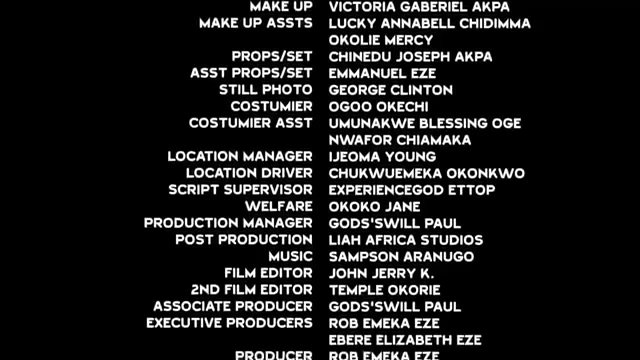 MAKE UP VICTORIA GABERIEL AKPA
MAKE UP ASSTS LUCKY ANNABELL CHIDIMMA
OKOLIE MERCY
PROPS/SET CHINEDU JOSEPH AKPA
ASST PROPS/SET EMMANUEL EZE
STILL PHOTO GEORGE CLINTON
COSTUMIER OGOO OKECHI
COSTUMIER ASST UMUNAKWE BLESSING OGE
NWAFOR CHIAMAKA
LOCATION MANAGER IJEOMA YOUNG
LOCATION DRIVER CHUKWUEMEKA OKONKWO
SCRIPT SUPERVISOR EXPERIENCEGOD ETTOP
WELFARE OKOKO JANE
PRODUCTION MANAGER GODS'SWILL PAUL
POST PRODUCTION LIAH AFRICA STUDIOS
MUSIC SAMPSON ARANUGO
FILM EDITOR JOHN JERRY K.
2ND FILM EDITOR TEMPLE OKORIE
ASSOCIATE PRODUCER GODS'SWILL PAUL
EXECUTIVE PRODUCERS ROB EMEKA EZE
EBERE ELIZABETH EZE
PRODUCER ROB EMEKA EZE